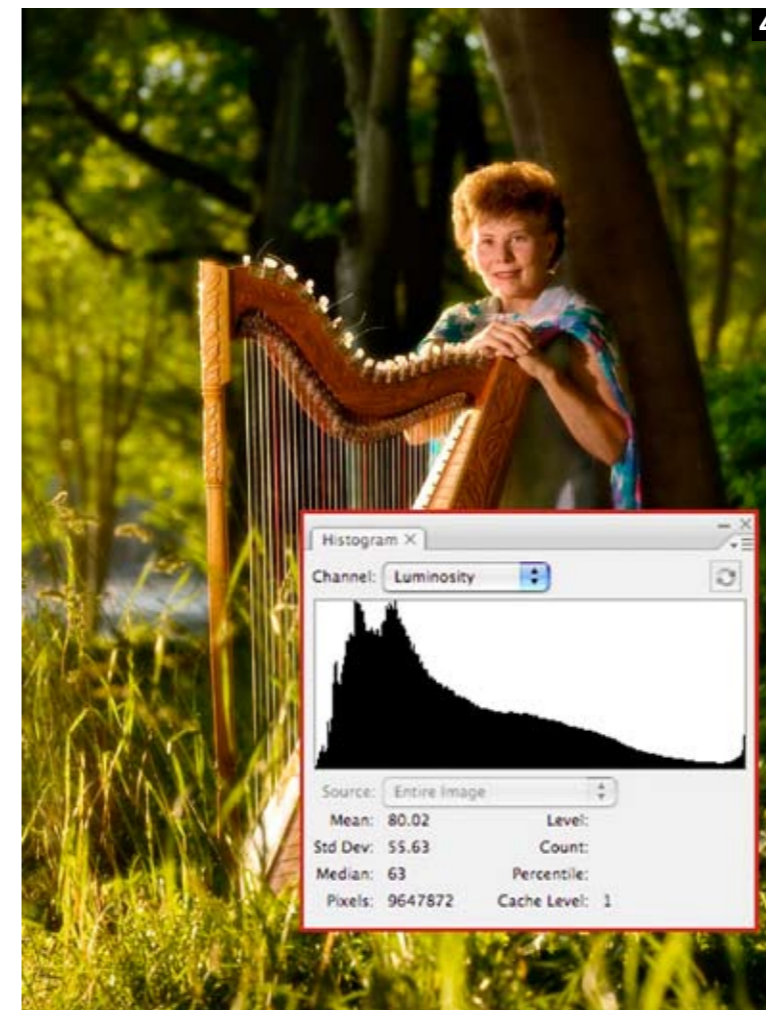 4
Histogram ×
Channel: Luminosity
Source: Entire Image
Mean: 80.02 Level:
Std Dev: 55.63 Count:
Median: 63 Percentile:
Pixels: 9647872 Cache Level: 1